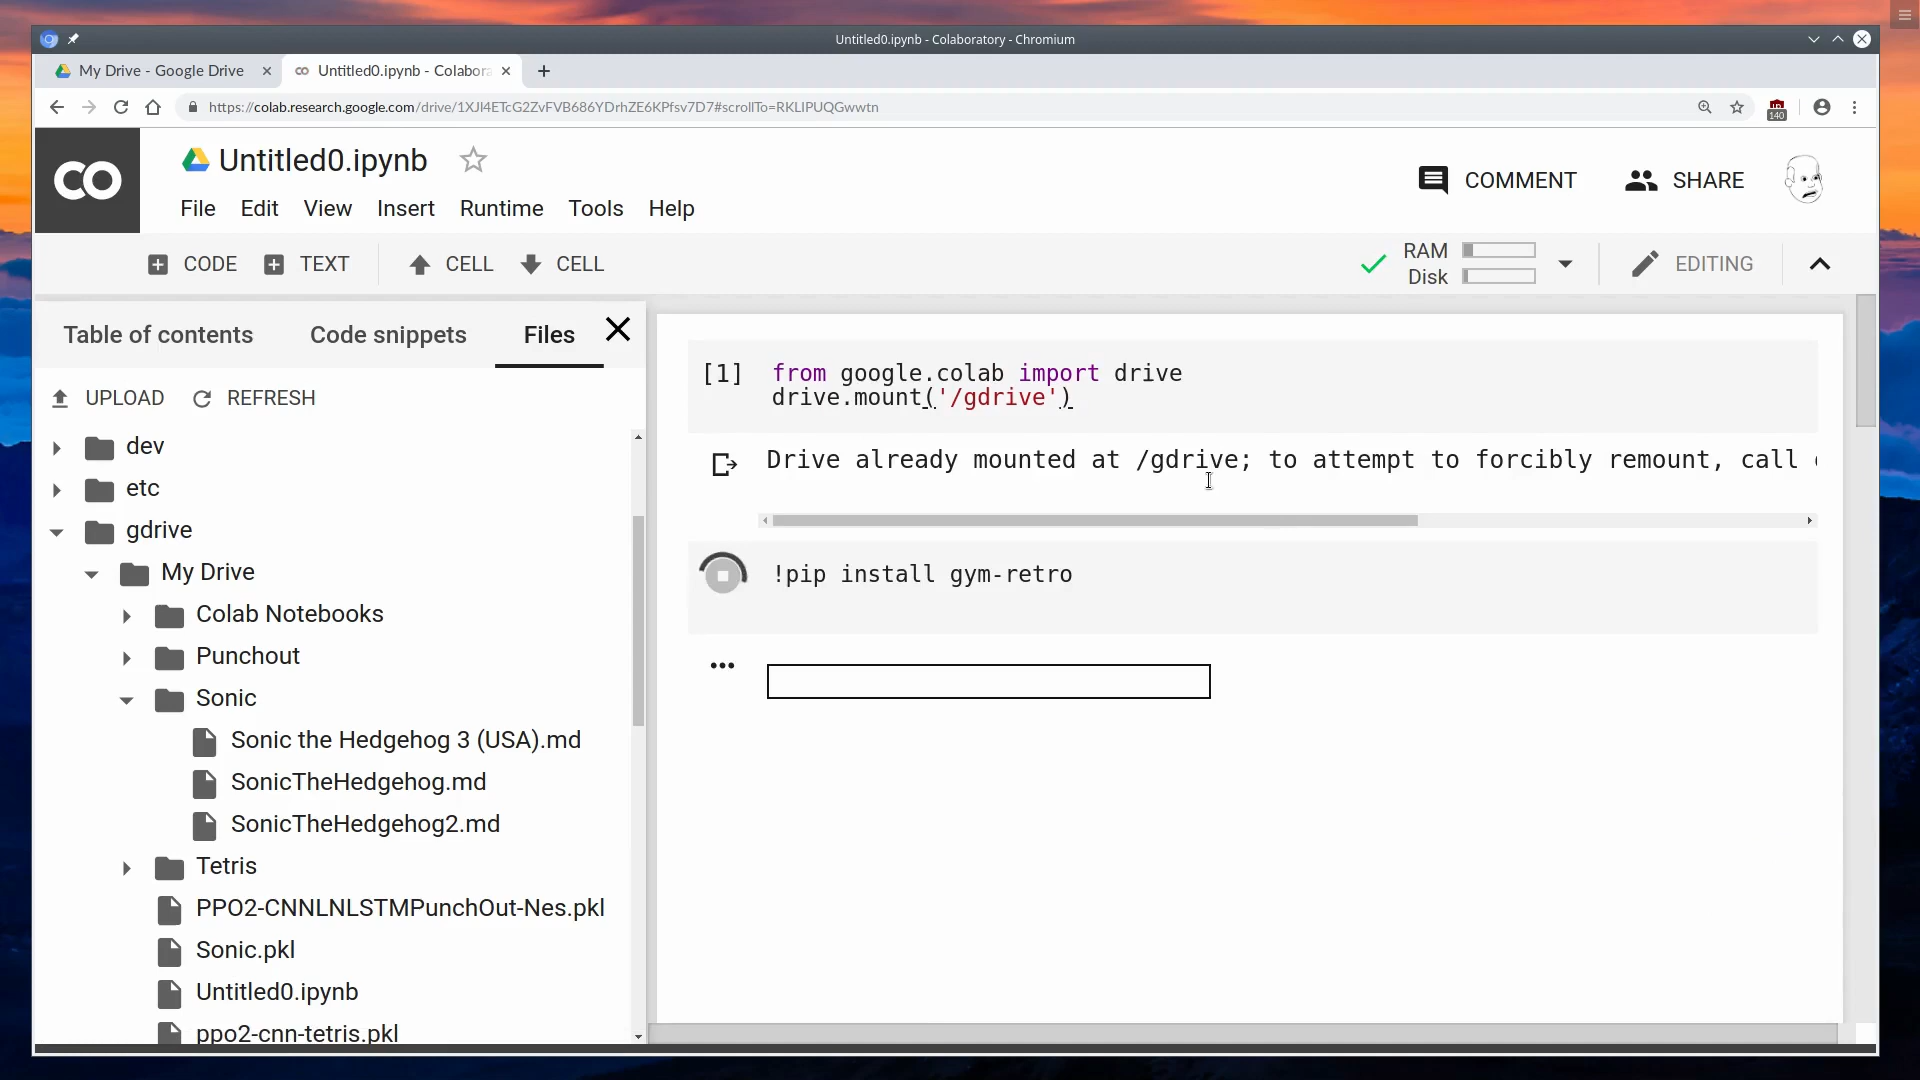 Untitled0.ipynb - Colaboratory - Chromium
My Drive - Google Drive
Untitled0.ipynb - Colabora
https://colab.research.google.com/drive/1XJl4ETcG2ZvFVB686YDrhZE6KPfsv7D7#scrollTo=RKLIPUQGwwtn
140
CO
Untitled0.ipynb
COMMENT
SHARE
File Edit View Insert Runtime Tools Help
CODE TEXT CELL CELL
RAM
Disk
EDITING
Table of contents Code snippets Files
UPLOAD REFRESH
dev
etc
gdrive
My Drive
Colab Notebooks
Punchout
Sonic
Sonic the Hedgehog 3 (USA).md
SonicTheHedgehog.md
SonicTheHedgehog2.md
Tetris
PPO2-CNNLNLSTMPunchOut-Nes.pkl
Sonic.pkl
Untitled0.ipynb
ppo2-cnn-tetris.pkl
[1] from google.colab import drive
drive.mount('/gdrive')
Drive already mounted at /gdrive; to attempt to forcibly remount, call
!pip install gym-retro